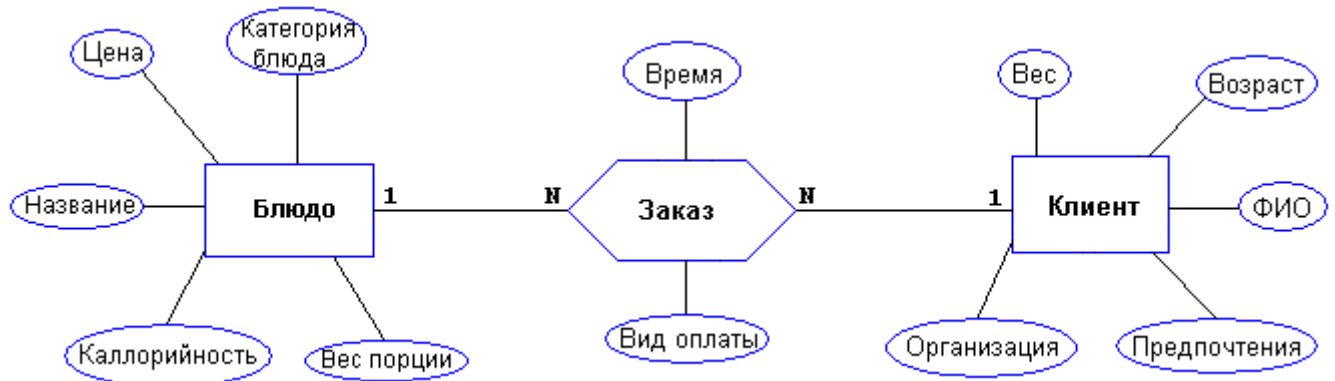 Цена
Категория
блюда
Время
Вес
Возраст
Название
Блюдо
1
N
Заказ
N
1
Клиент
ФИО
Каллорийность
Вес порции
Вид оплаты
Организация
Предпочтения